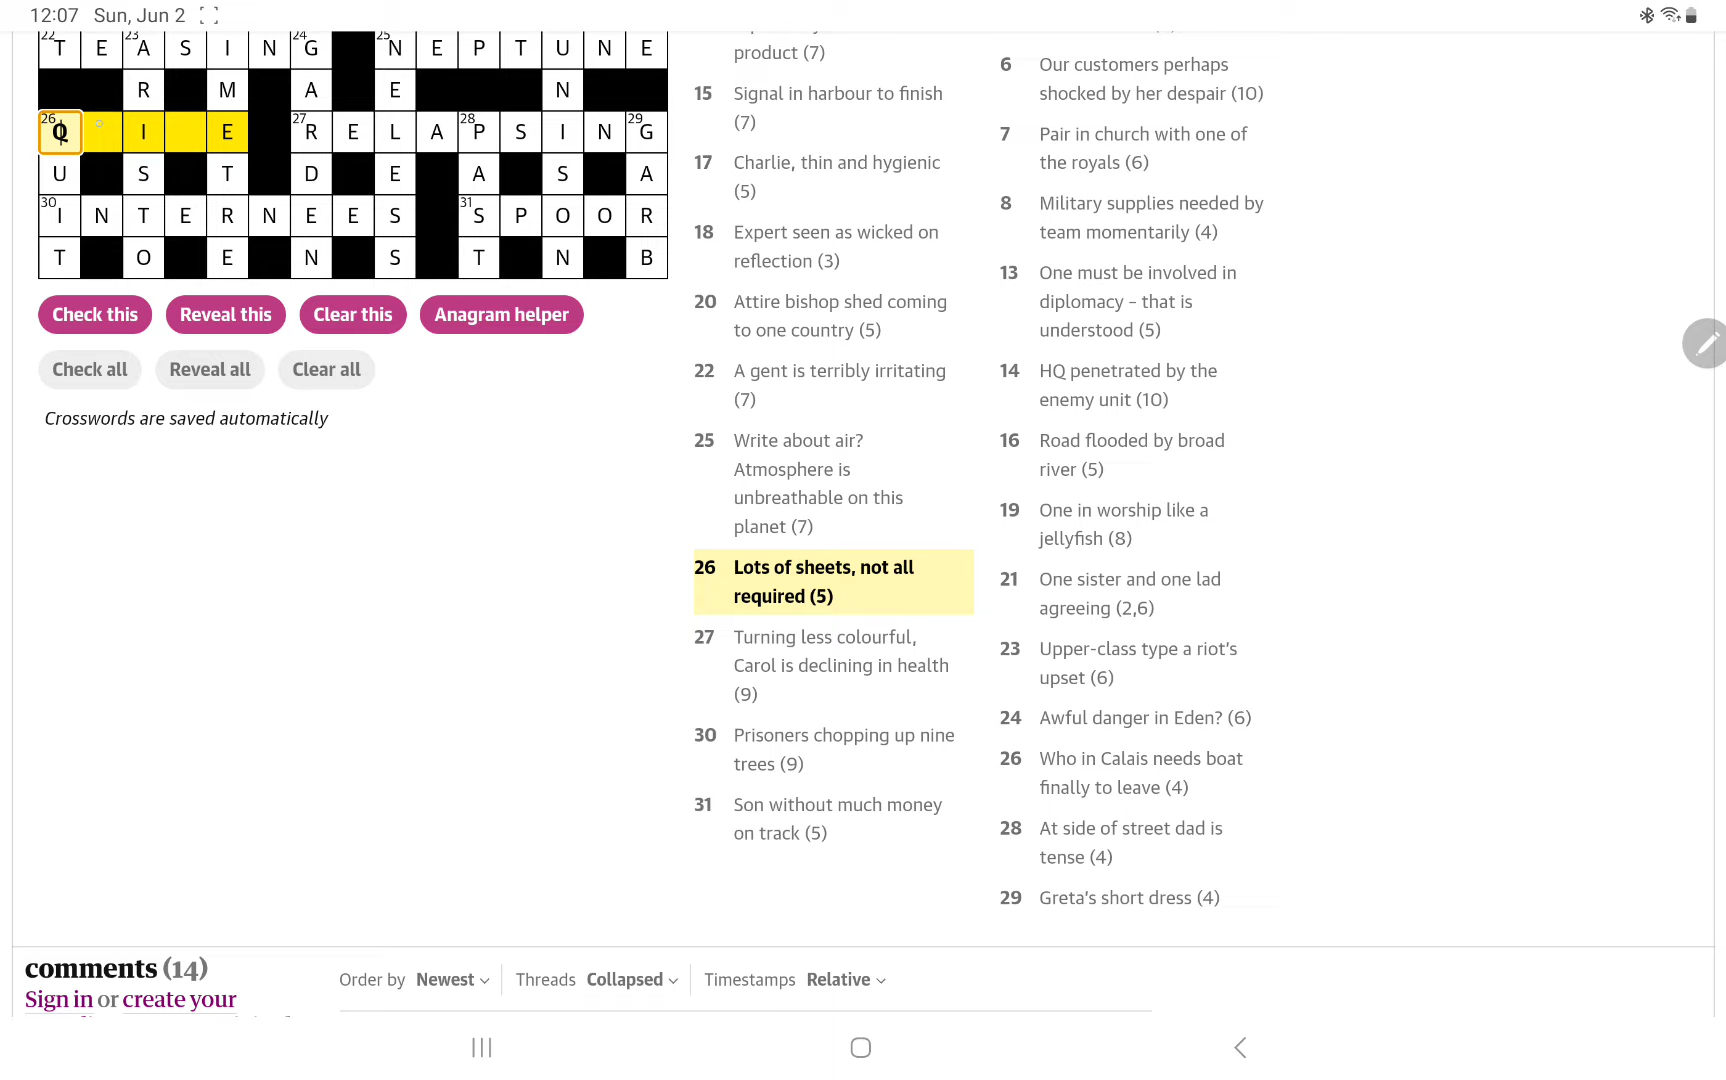 12:07 Sun, Jun 2
22 T E 23 A S I N 24 G 25 N E P T U N E
R M A E N
26 Q I E 27 R E L A 28 P S I N 29 G
U S T D E A S A
30 I N T E R N E E S 31 S P O O R
T O E N S T N B
Check this
Reveal this
Clear this
Anagram helper
Check all
Reveal all
Clear all
Crosswords are saved automatically
product (7)
15 Signal in harbour to finish
(7)
17 Charlie, thin and hygienic
(5)
18 Expert seen as wicked on
reflection (3)
20 Attire bishop shed coming
to one country (5)
22 A gent is terribly irritating
(7)
25 Write about air?
Atmosphere is
unbreathable on this
planet (7)
26 Lots of sheets, not all
required (5)
27 Turning less colourful,
Carol is declining in health
(9)
30 Prisoners chopping up nine
trees (9)
31 Son without much money
on track (5)
6 Our customers perhaps
shocked by her despair (10)
7 Pair in church with one of
the royals (6)
8 Military supplies needed by
team momentarily (4)
13 One must be involved in
diplomacy – that is
understood (5)
14 HQ penetrated by the
enemy unit (10)
16 Road flooded by broad
river (5)
19 One in worship like a
jellyfish (8)
21 One sister and one lad
agreeing (2,6)
23 Upper-class type a riot's
upset (6)
24 Awful danger in Eden? (6)
26 Who in Calais needs boat
finally to leave (4)
28 At side of street dad is
tense (4)
29 Greta's short dress (4)
comments (14)
Sign in or create your
Order by Newest
Threads Collapsed
Timestamps Relative